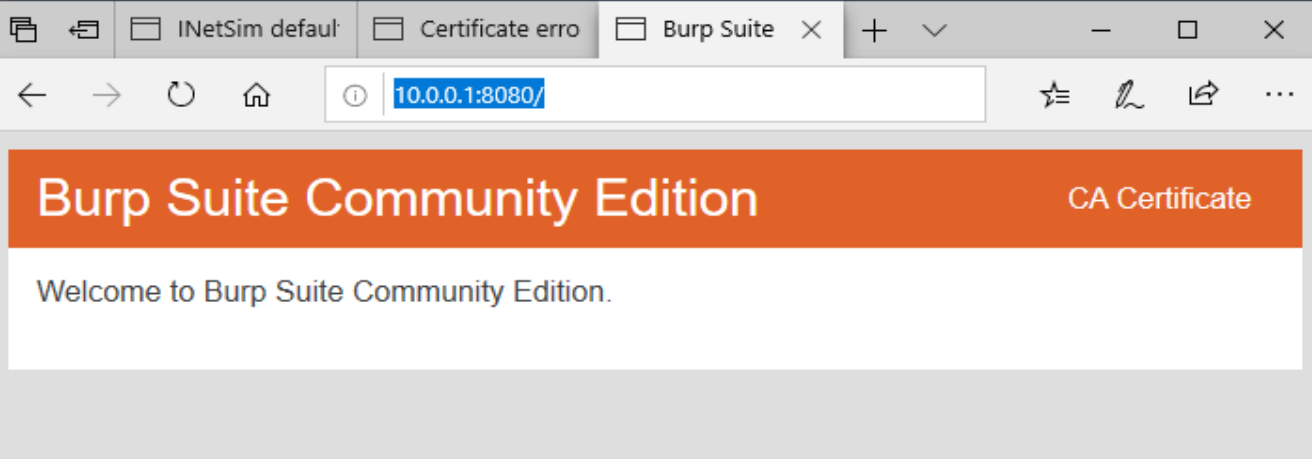 INetSim defaul
Certificate erro
Burp Suite
10.0.0.1:8080/
Burp Suite Community Edition
CA Certificate
Welcome to Burp Suite Community Edition.